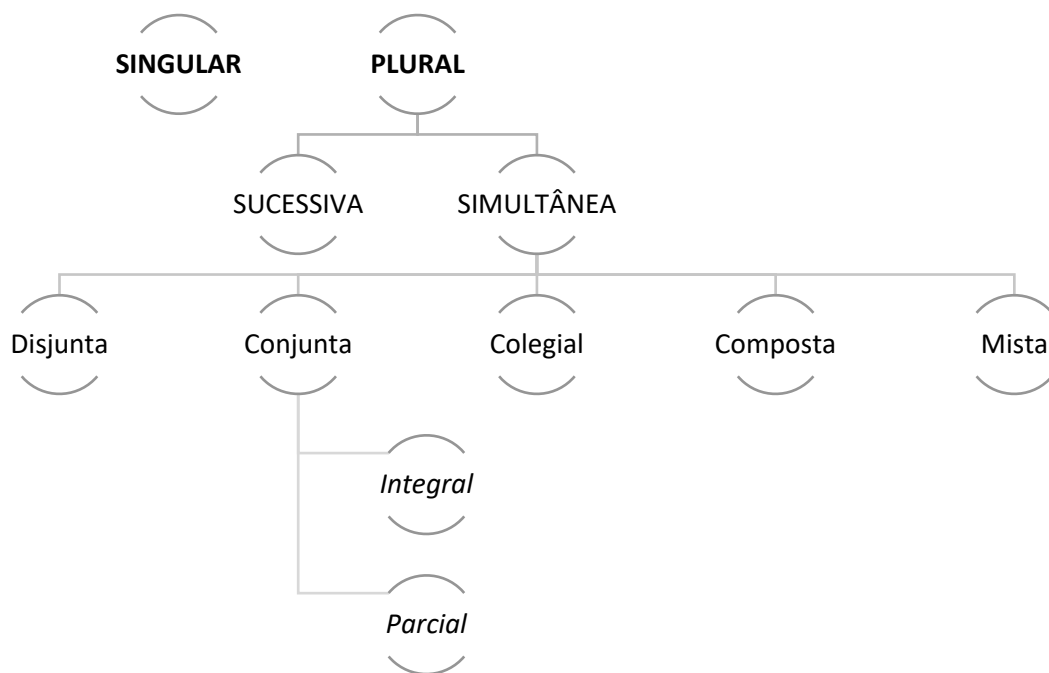 SINGULAR
PLURAL
SUCESSIVA
SIMULTÂNEA
Disjunta
Conjunta
Colegial
Composta
Mista
Integral
Parcial